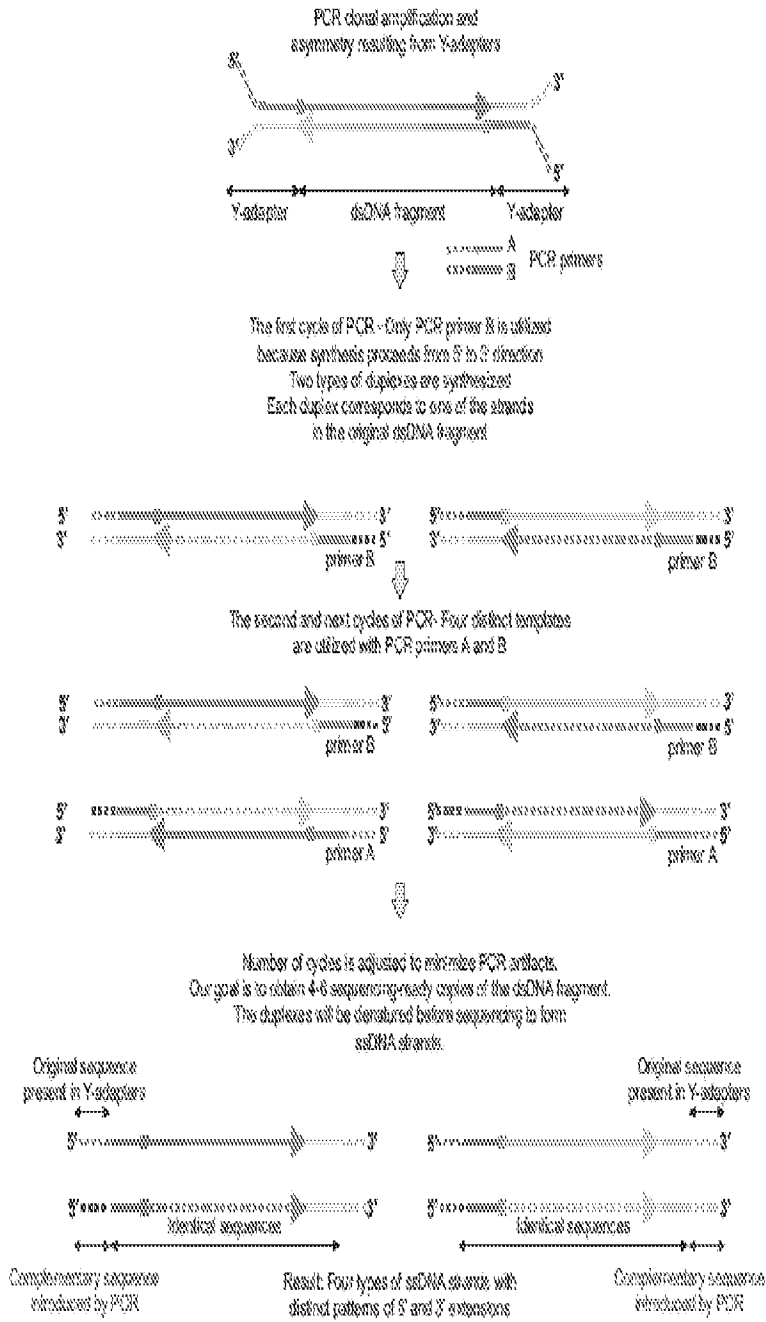 PCR clonal amplification and
asymmetry resulting from Y-adapters
5'
3'
3'
5'
Y-adapter dsDNA fragment Y-adapter
A
B
PCR primers
The first cycle of PCR - Only PCR primer B is utilized
because synthesis proceeds from 5' to 3' direction
Two types of duplexes are synthesized
Each duplex corresponds to one of the strands
in the original dsDNA fragment
5' 3' 5' 3'
3' 5' 3' 5'
primer B primer B
The second and next cycles of PCR- Four distinct templates
are utilized with PCR primers A and B
5' 3' 5' 3'
3' 5' 3' 5'
primer B primer B
5' 3' 5' 3'
3' 5' 3' 5'
primer A primer A
Number of cycles is adjusted to minimize PCR artifacts.
Our goal is to obtain 4-6 sequencing-ready copies of the dsDNA fragment.
The duplexes will be denatured before sequencing to form
ssDNA strands.
Original sequence
present in Y-adapters
Original sequence
present in Y-adapters
5' 3' 5' 3'
5' 3' 5' 3'
Identical sequences Identical sequences
Complementary sequence
introduced by PCR
Result: Four types of ssDNA strands with
distinct patterns of 5' and 3' extensions
Complementary sequence
introduced by PCR